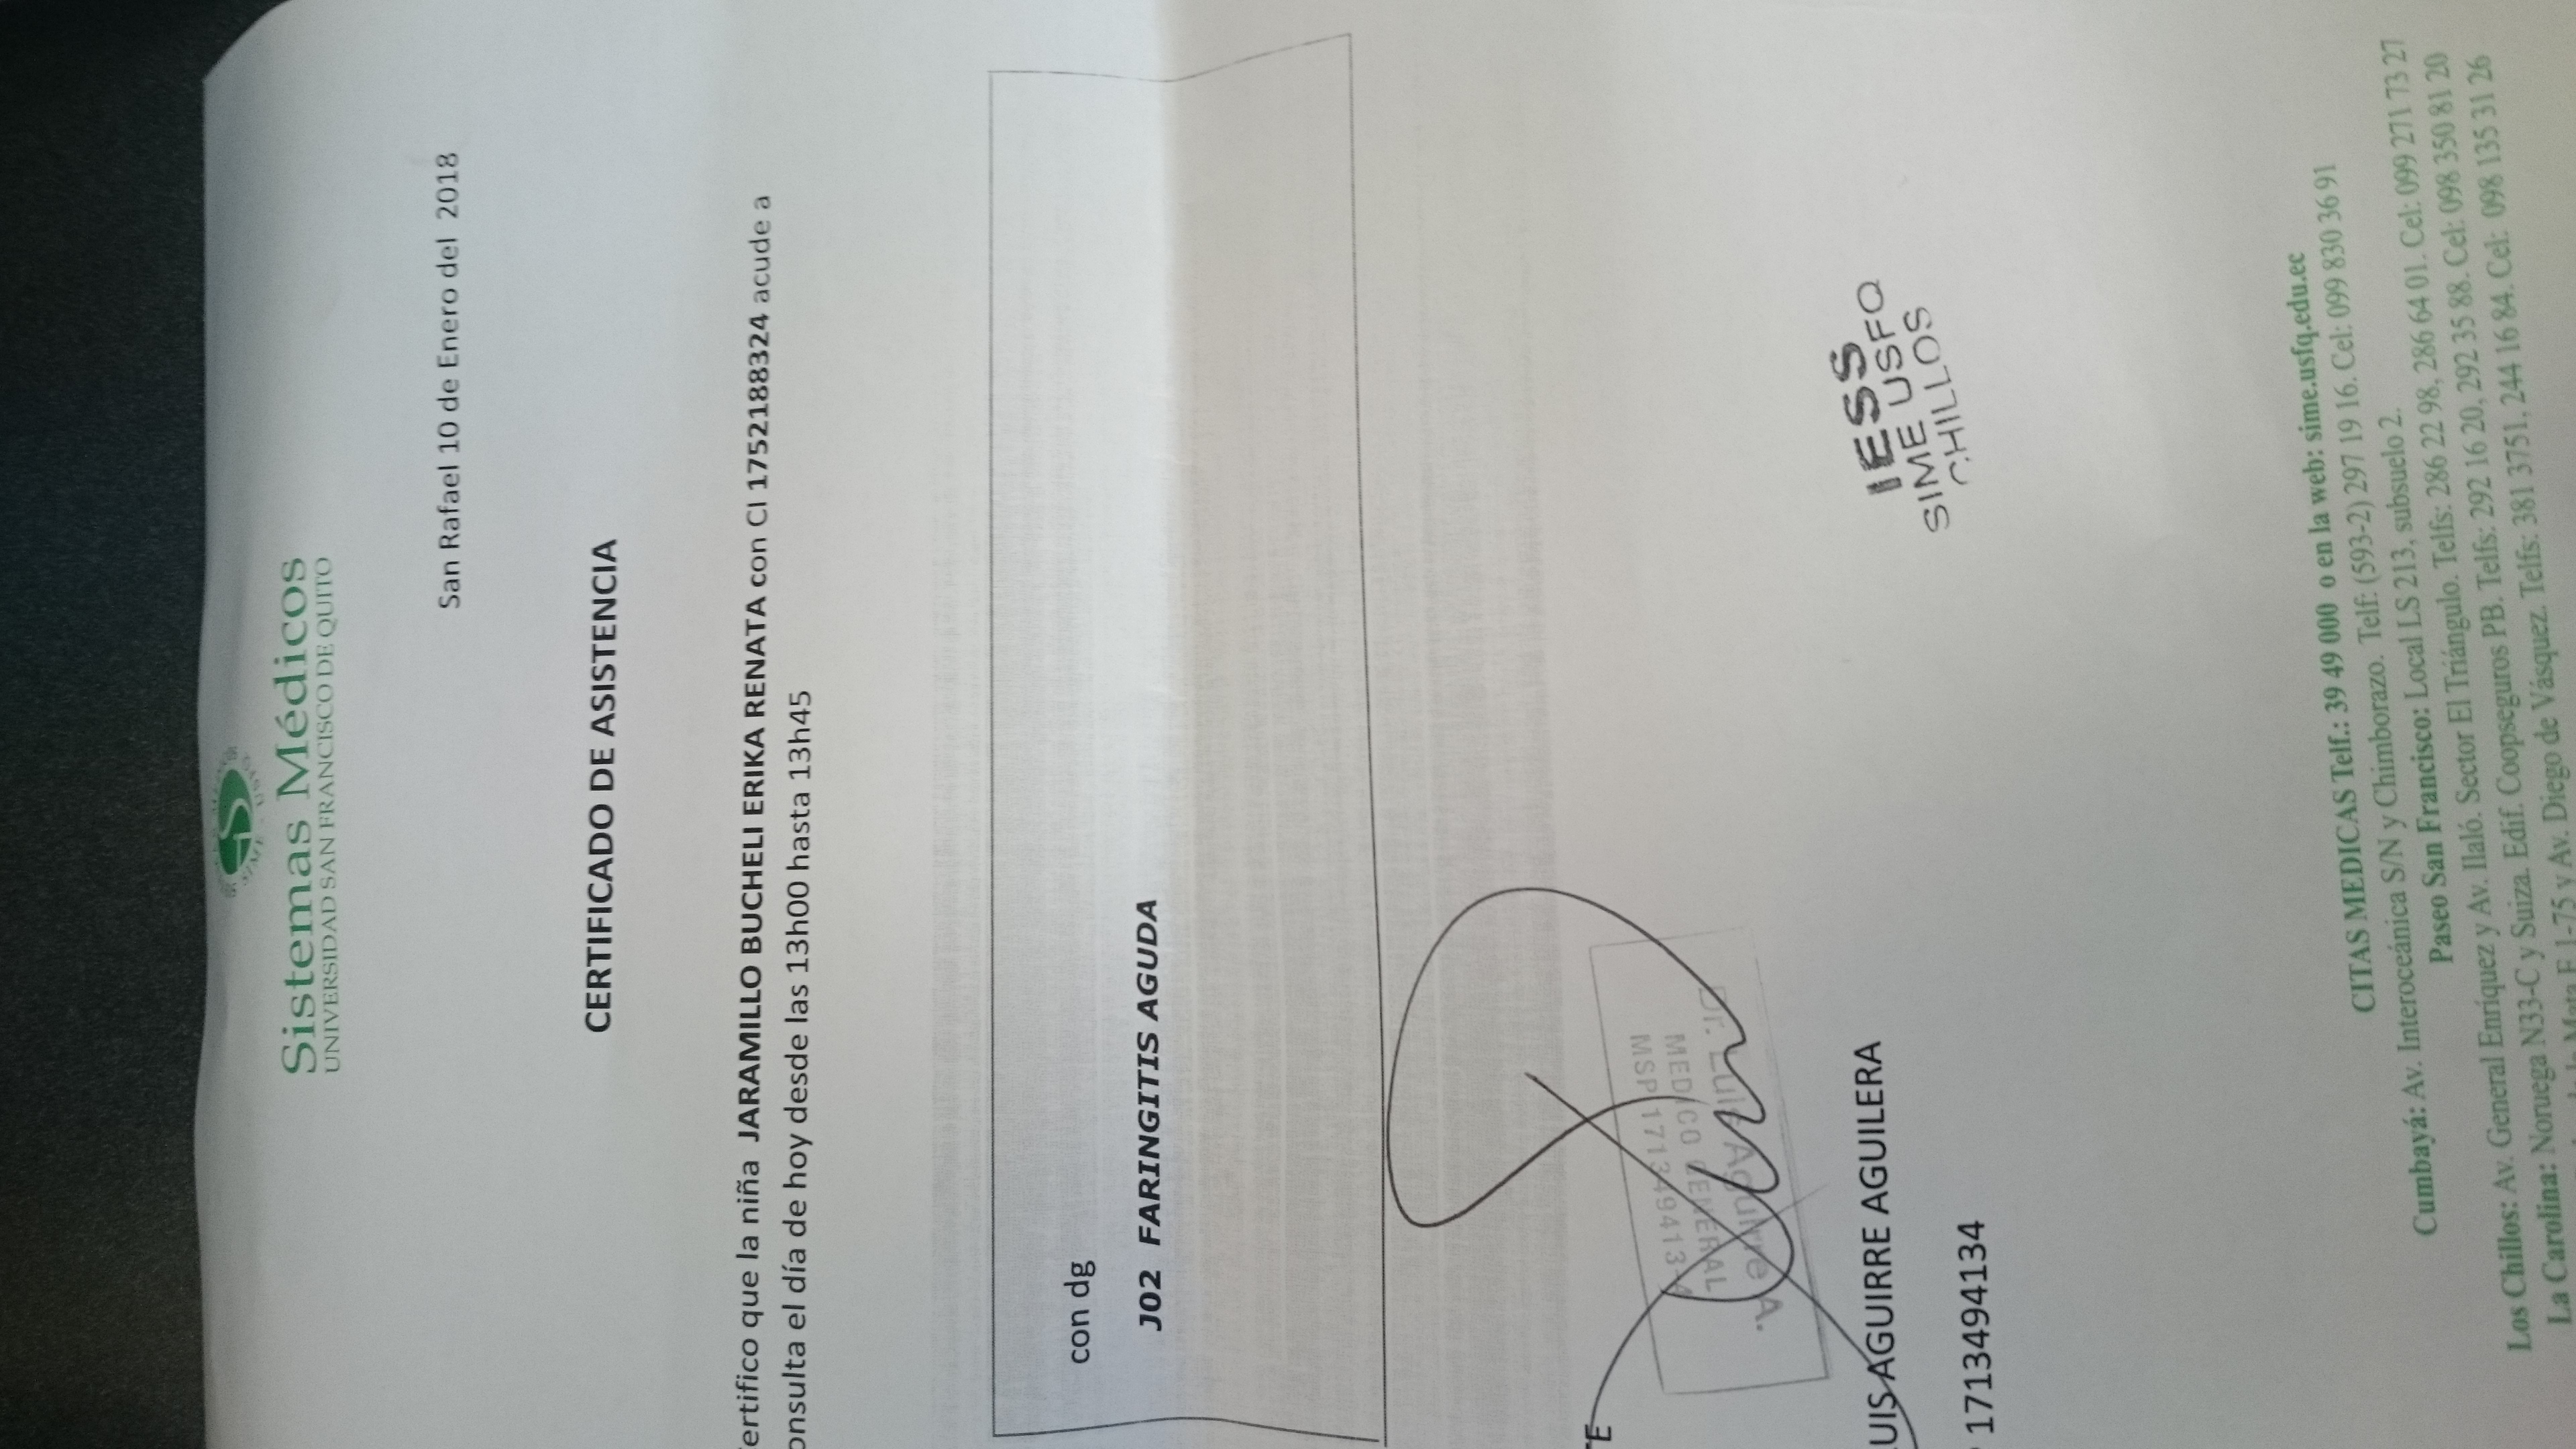 SIME - USFQ
Sistemas Médicos
UNIVERSIDAD SAN FRANCISCO DE QUITO
San Rafael 10 de Enero del 2018
CERTIFICADO DE ASISTENCIA
ertifico que la niña JARAMILLO BUCHELI ERIKA RENATA con CI 1752188324 acude a
onsulta el día de hoy desde las 13h00 hasta 13h45
con dg
J02 FARINGITIS AGUDA
TE
Dr. Luis Aguirre A.
MEDICO GENERAL
MSP 171349413-4
LUIS AGUIRRE AGUILERA
1713494134
IESS
SIME USFQ
CHILLOS
CITAS MEDICAS Telf.: 39 49 000 o en la web: sime.usfq.edu.ec
Cumbayá: Av. Interoceánica S/N y Chimborazo. Telf: (593-2) 297 19 16. Cel: 099 830 36 91
Paseo San Francisco: Local LS 213, subsuelo 2.
Los Chillos: Av. General Enríquez y Av. Ilaló. Sector El Triángulo. Telfs: 286 22 98, 286 64 01. Cel: 099 271 73 27
La Carolina: Noruega N33-C y Suiza. Edif. Coopseguros PB. Telfs: 292 16 20, 292 35 88. Cel: 098 350 81 20
de la Mata E 1-75 y Av. Diego de Vásquez. Telfs: 381 3751, 244 16 84. Cel: 098 135 31 26